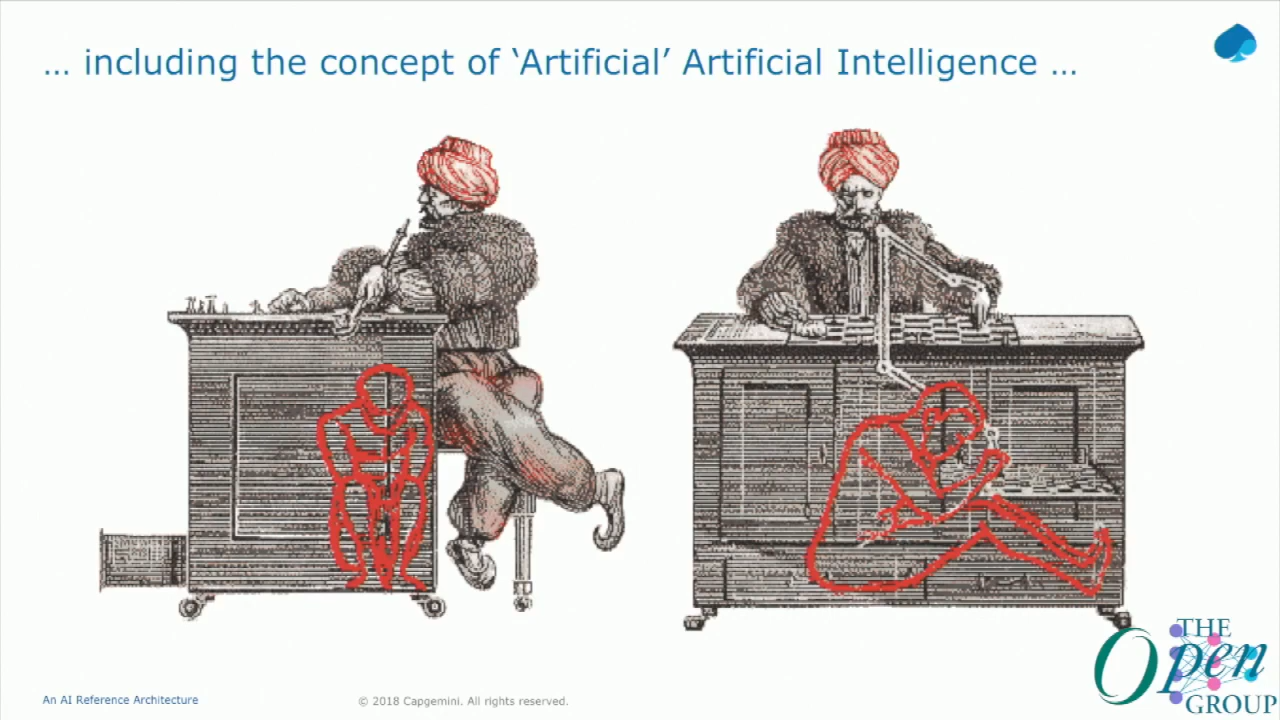 … including the concept of ‘Artificial’ Artificial Intelligence …
An AI Reference Architecture
© 2018 Capgemini. All rights reserved.
THE
Open
GROUP